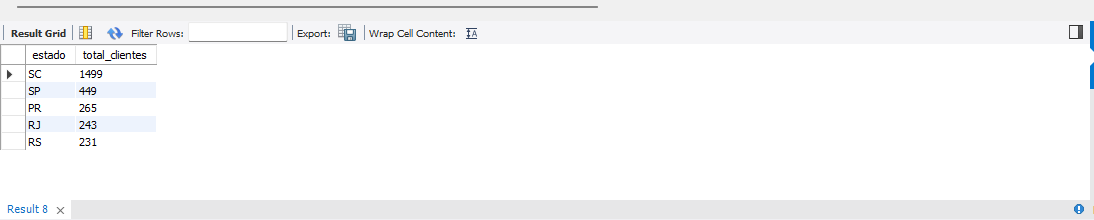 Result Grid Filter Rows: Export: Wrap Cell Content:
estado total_clientes
SC 1499
SP 449
PR 265
RJ 243
RS 231
Result 8